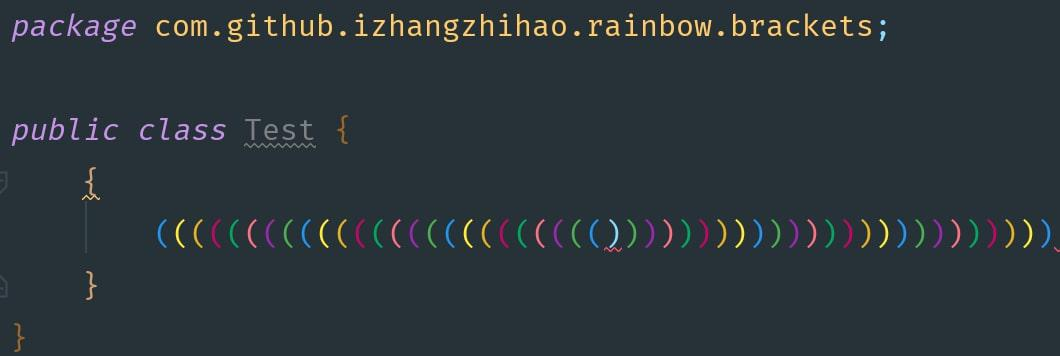 package com.github.izhangzhihao.rainbow.brackets;
public class Test {
{
((((((((((((((((((((((((()))))))))))))))))))))))))
}
}